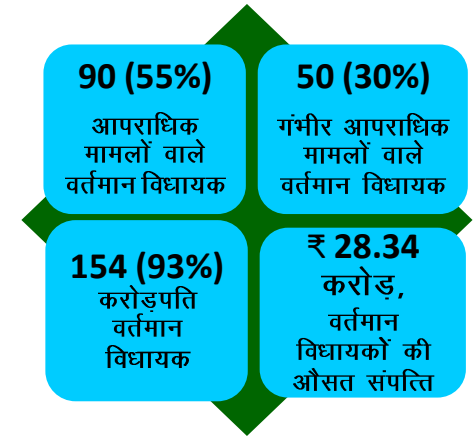 90 (55%)
आपराधिक
मामलों वाले
वर्तमान विधायक
50 (30%)
गंभीर आपराधिक
मामलों वाले
वर्तमान विधायक
154 (93%)
करोड़पति
वर्तमान
विधायक
₹ 28.34
करोड़,
वर्तमान
विधायकों की
औसत संपत्ति